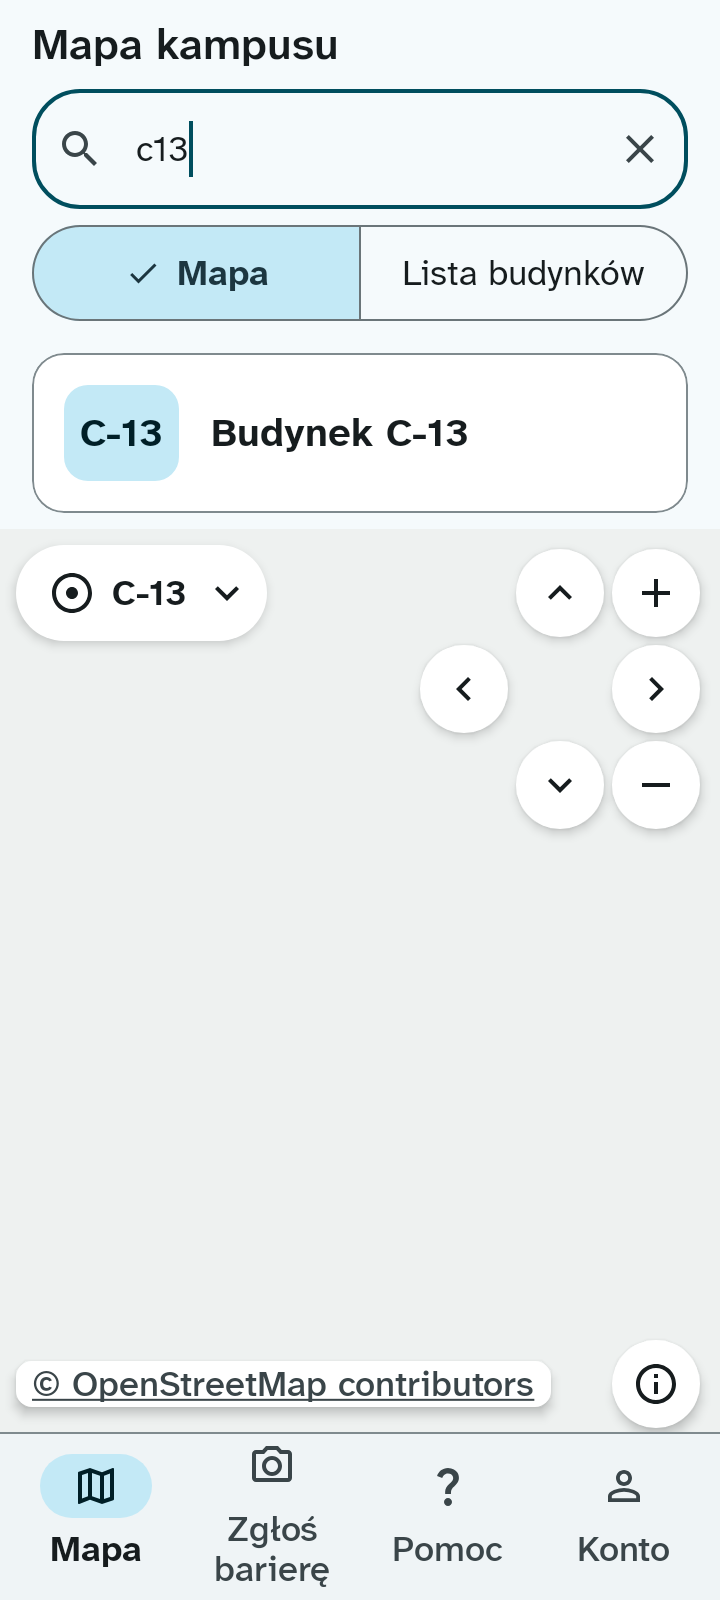 Mapa kampusu
c13
Mapa
Lista budynków
C-13
Budynek C-13
C-13
© OpenStreetMap contributors
Mapa
Zgłoś
barierę
Pomoc
Konto